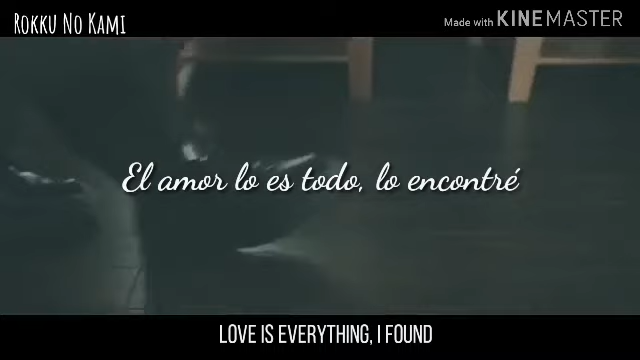 Rokku No Kami
Made with KINEMASTER
El amor lo es todo, lo encontré
LOVE IS EVERYTHING, I FOUND